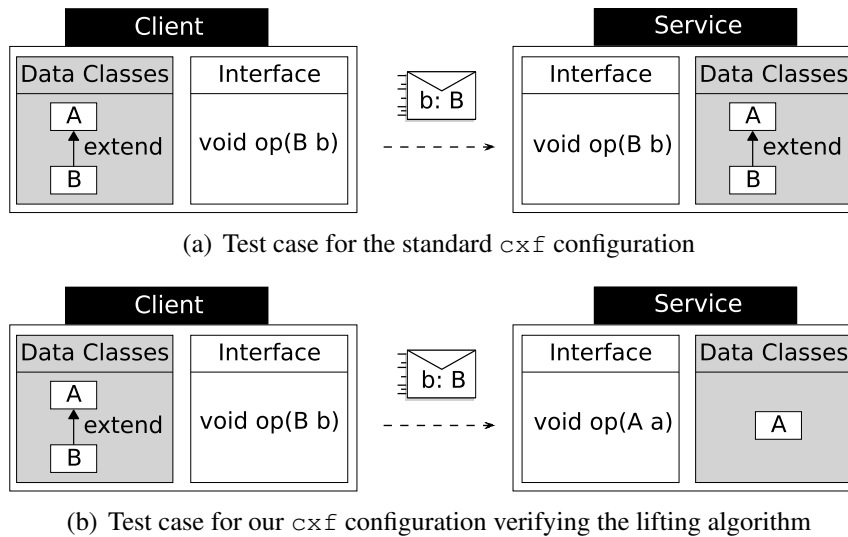 Client
Service
Data Classes
Interface
Interface
Data Classes
A
extend
B
void op(B b)
b: B
void op(B b)
A
extend
B
(a) Test case for the standard cxf configuration
Client
Service
Data Classes
Interface
Interface
Data Classes
A
extend
B
void op(B b)
b: B
void op(A a)
A
(b) Test case for our cxf configuration verifying the lifting algorithm